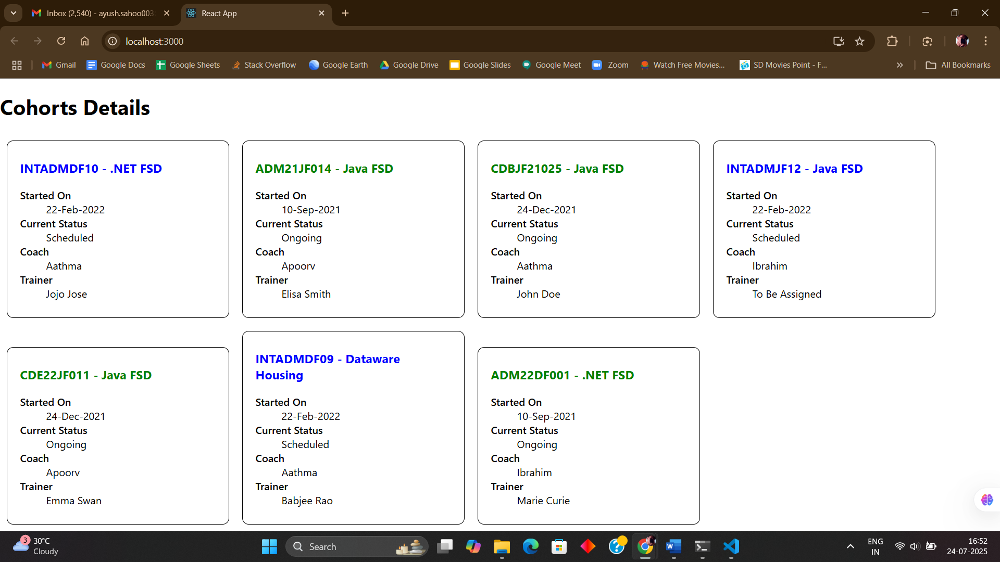 Inbox (2,540) - ayush.sahoo003
React App
localhost:3000
Gmail
Google Docs
Google Sheets
Stack Overflow
Google Earth
Google Drive
Google Slides
Google Meet
Zoom
Watch Free Movies...
SD Movies Point - F...
All Bookmarks
Cohorts Details
INTADMDF10 - .NET FSD
Started On
22-Feb-2022
Current Status
Scheduled
Coach
Aathma
Trainer
Jojo Jose
ADM21JF014 - Java FSD
Started On
10-Sep-2021
Current Status
Ongoing
Coach
Apoorv
Trainer
Elisa Smith
CDBJF21025 - Java FSD
Started On
24-Dec-2021
Current Status
Ongoing
Coach
Aathma
Trainer
John Doe
INTADMJF12 - Java FSD
Started On
22-Feb-2022
Current Status
Scheduled
Coach
Ibrahim
Trainer
To Be Assigned
CDE22JF011 - Java FSD
Started On
24-Dec-2021
Current Status
Ongoing
Coach
Apoorv
Trainer
Emma Swan
INTADMDF09 - Dataware
Housing
Started On
22-Feb-2022
Current Status
Scheduled
Coach
Aathma
Trainer
Babjee Rao
ADM22DF001 - .NET FSD
Started On
10-Sep-2021
Current Status
Ongoing
Coach
Ibrahim
Trainer
Marie Curie
3
30°C
Cloudy
Search
ENG
IN
16:52
24-07-2025